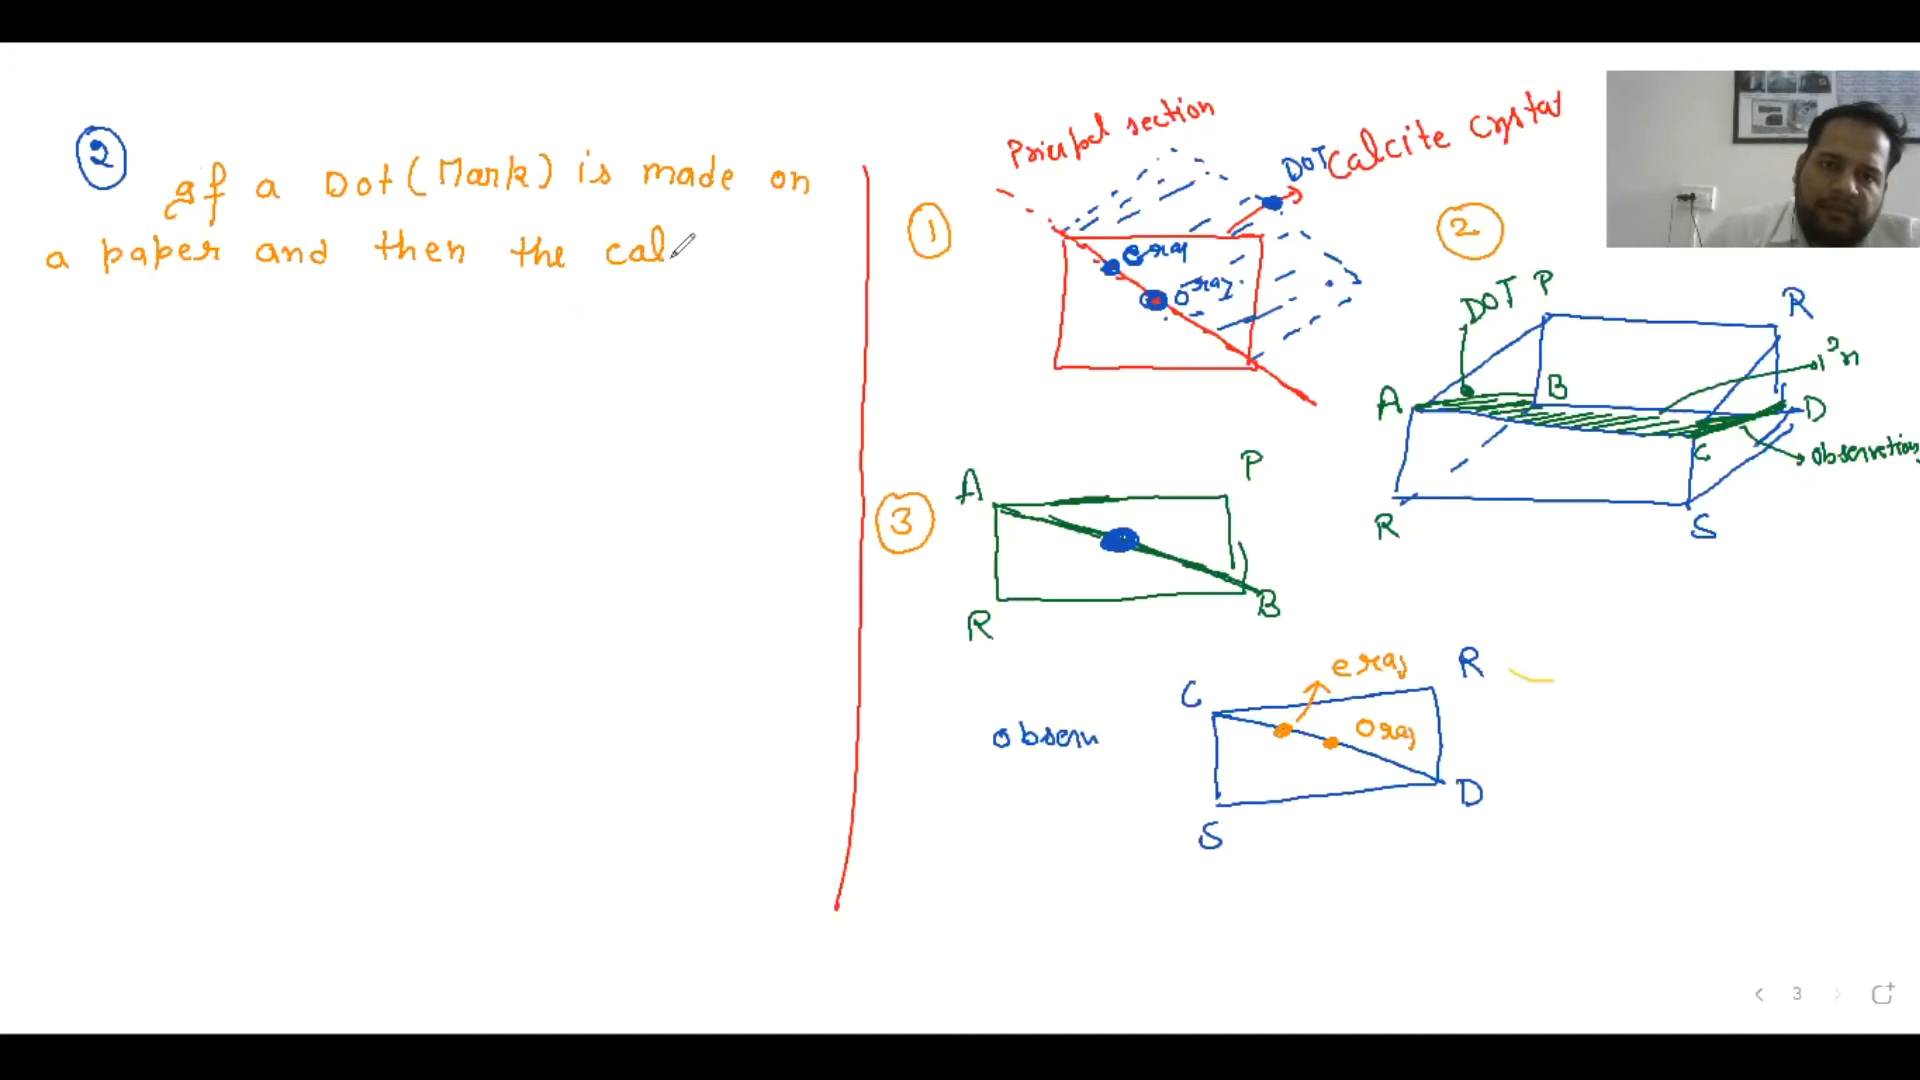 2
If a Dot (Mark) is made on
a paper and then the cal
Principal section
DOT
Calcite crystal
1
e ray
o ray
2
DOT
P
R
A
B
D
C
observation
R
S
3
A
P
R
B
e ray
R
C
o ray
observ
D
S
3